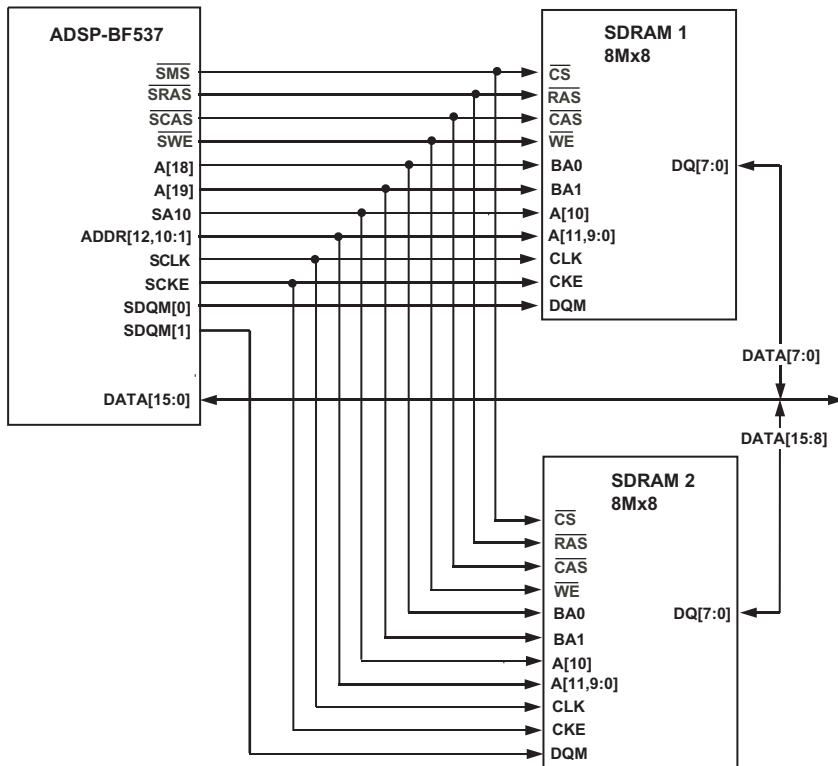 ADSP-BF537
SMS
SRAS
SCAS
SWE
A[18]
A[19]
SA10
ADDR[12,10:1]
SCLK
SCKE
SDQM[0]
SDQM[1]
DATA[15:0]
SDRAM 1
8Mx8
CS
RAS
CAS
WE
BA0
BA1
A[10]
A[11,9:0]
CLK
CKE
DQM
DQ[7:0]
DATA[7:0]
DATA[15:8]
SDRAM 2
8Mx8
CS
RAS
CAS
WE
BA0
BA1
A[10]
A[11,9:0]
CLK
CKE
DQM
DQ[7:0]